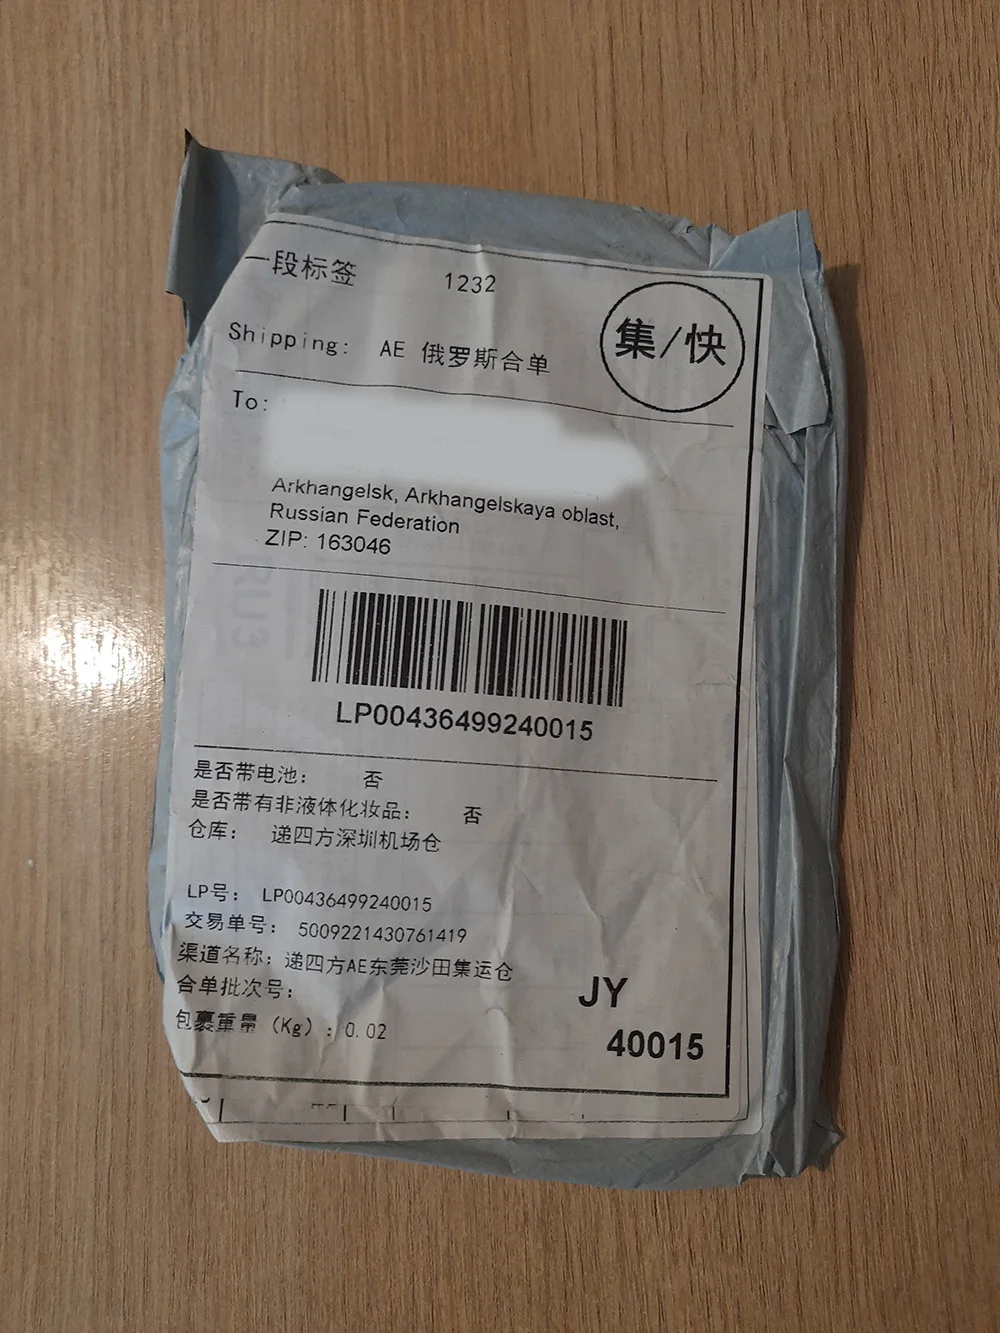 一段标签 1232
集/快
Shipping: AE 俄罗斯合单
To:
Arkhangelsk, Arkhangelskaya oblast,
Russian Federation
ZIP: 163046
LP00436499240015
是否带电池: 否
是否带有非液体化妆品: 否
仓库: 递四方深圳机场仓
LP号: LP00436499240015
交易单号: 5009221430761419
渠道名称: 递四方AE东莞沙田集运仓
合单批次号:
包裹重量 (Kg) : 0.02
JY
40015